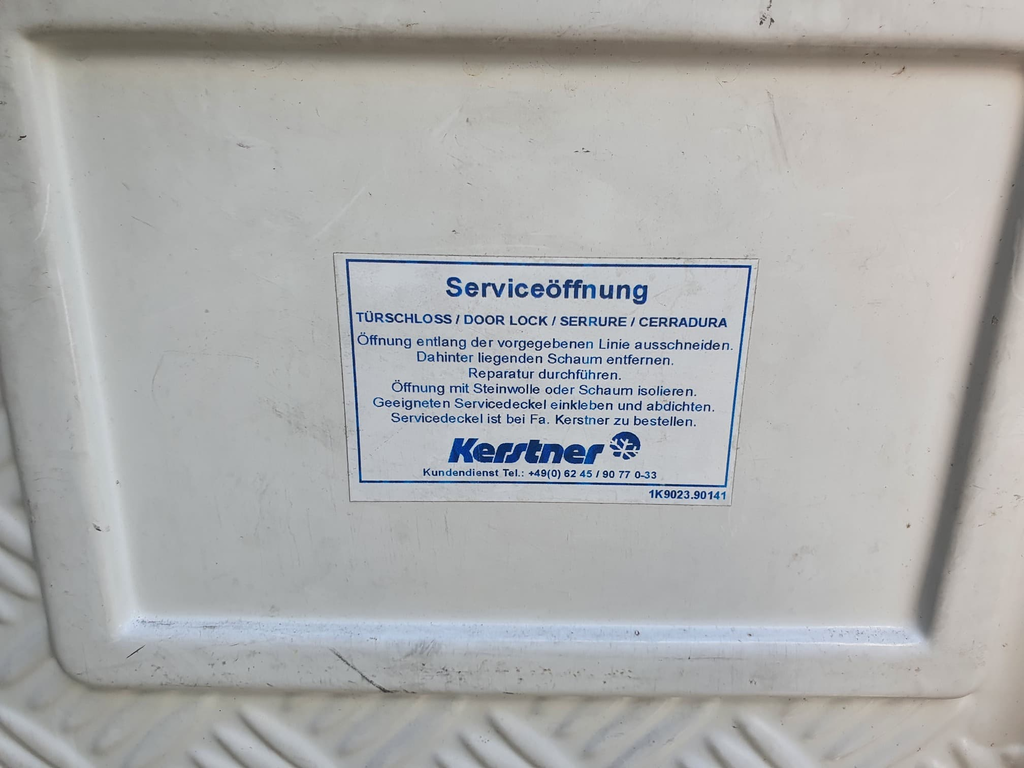 Serviceöffnung
TÜRSCHLOSS / DOOR LOCK / SERRURE / CERRADURA
Öffnung entlang der vorgegebenen Linie ausschneiden.
Dahinter liegenden Schaum entfernen.
Reparatur durchführen.
Öffnung mit Steinwolle oder Schaum isolieren.
Geeigneten Servicedeckel einkleben und abdichten.
Servicedeckel ist bei Fa. Kerstner zu bestellen.
Kerstner
Kundendienst Tel.: +49(0) 62 45 / 90 77 0-33
1K9023.90141